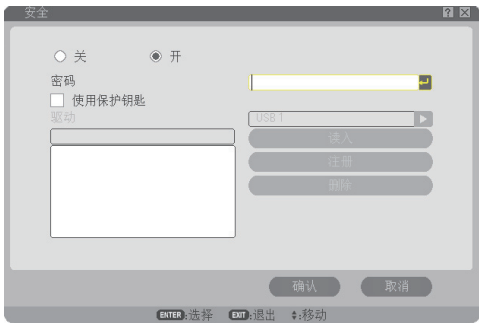 安全
关 开
密码
使用保护钥匙
驱动 USB 1
读入
注册
删除
确认 取消
ENTER:选择 EXIT:退出 :移动